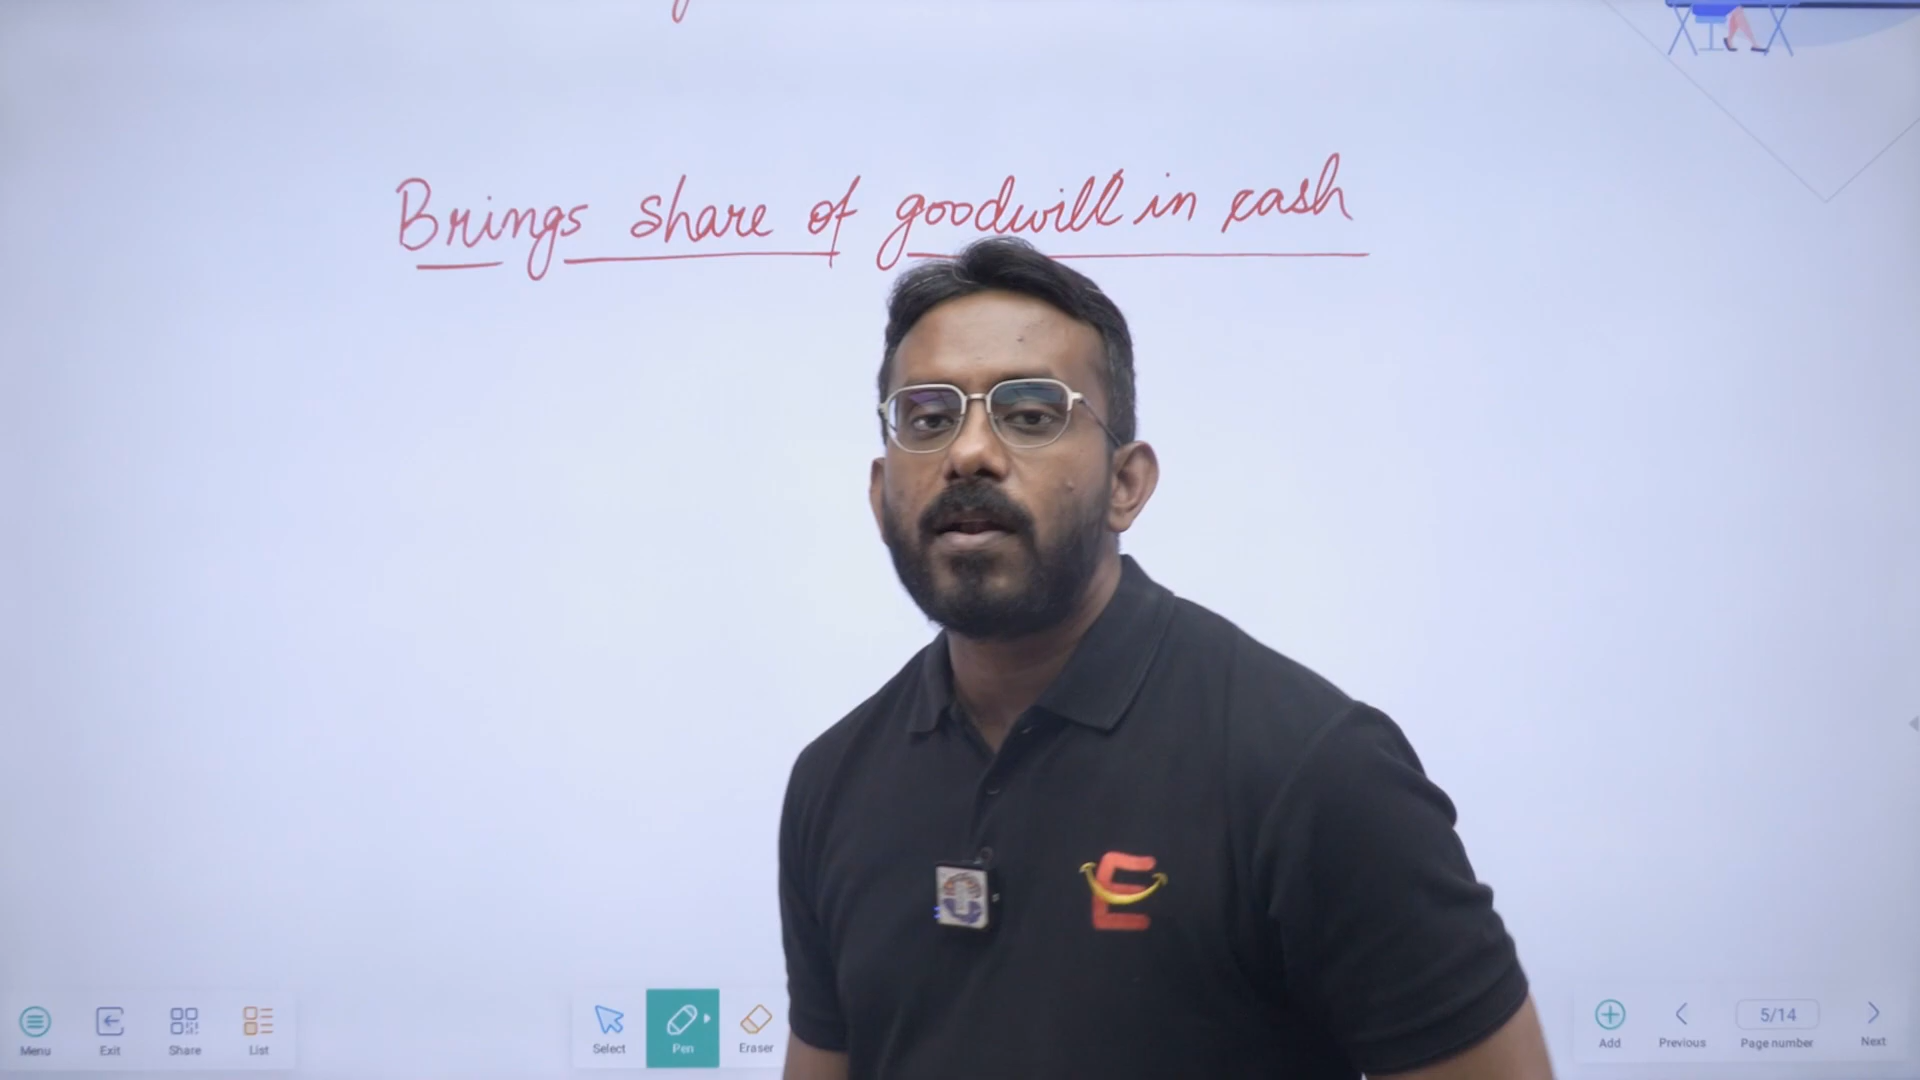 Brings share of goodwill in cash
E
Menu
Exit
Share
List
Select
Pen
Eraser
Add
Previous
5/14
Page number
Next